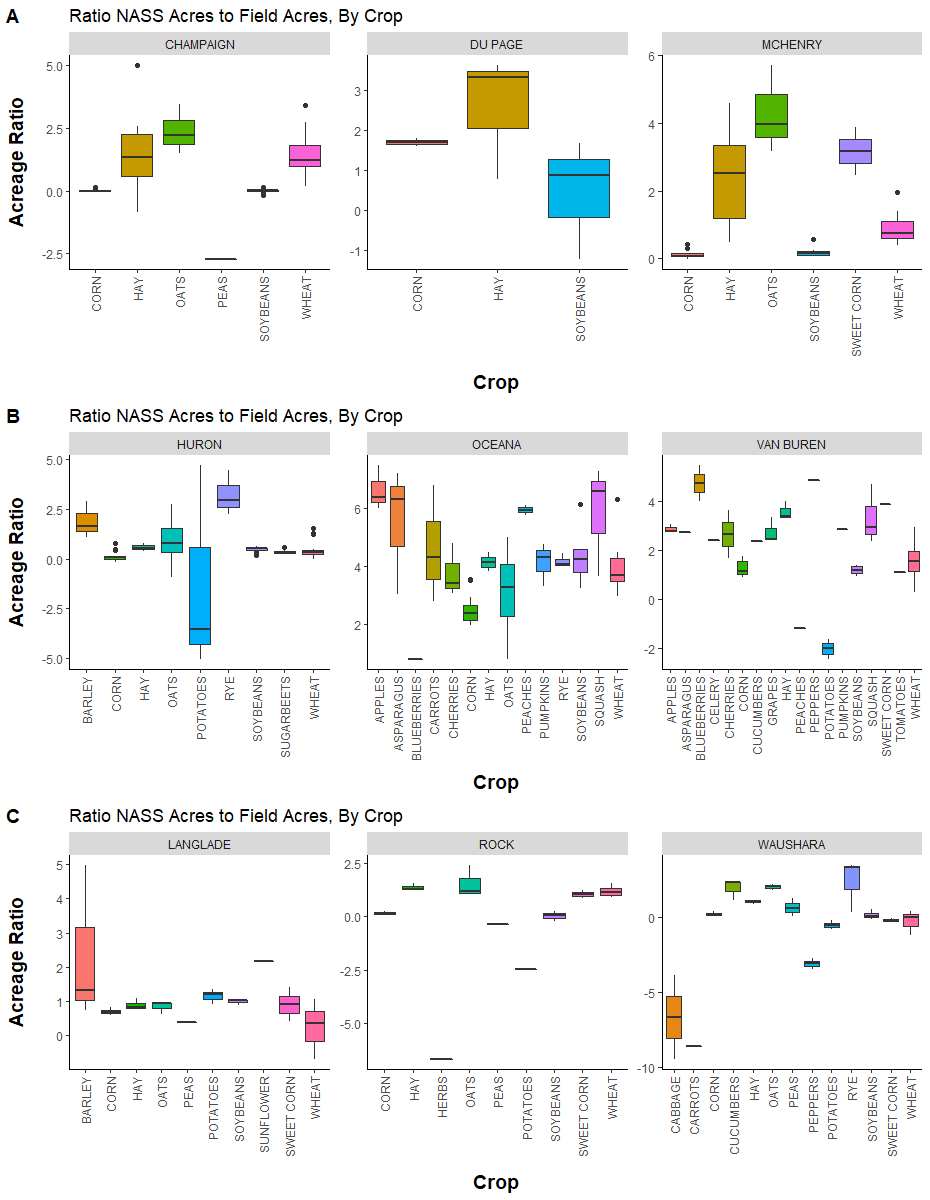 A
Ratio NASS Acres to Field Acres, By Crop
CHAMPAIGN
DU PAGE
MCHENRY
Acreage Ratio
5.0
2.5
0.0
-2.5
3
2
1
0
-1
6
4
2
0
CORN
HAY
OATS
PEAS
SOYBEANS
WHEAT
CORN
HAY
SOYBEANS
CORN
HAY
OATS
SOYBEANS
SWEET CORN
WHEAT
Crop
B
Ratio NASS Acres to Field Acres, By Crop
HURON
OCEANA
VAN BUREN
Acreage Ratio
5.0
2.5
0.0
-2.5
-5.0
6
4
2
4
2
0
-2
BARLEY
CORN
HAY
OATS
POTATOES
RYE
SOYBEANS
SUGARBEETS
WHEAT
APPLES
ASPARAGUS
BLUEBERRIES
CARROTS
CHERRIES
CORN
HAY
OATS
PEACHES
PUMPKINS
RYE
SOYBEANS
SQUASH
WHEAT
APPLES
ASPARAGUS
BLUEBERRIES
CELERY
CHERRIES
CORN
CUCUMBERS
GRAPES
HAY
PEACHES
PEPPERS
POTATOES
PUMPKINS
SOYBEANS
SQUASH
SWEET CORN
TOMATOES
WHEAT
Crop
C
Ratio NASS Acres to Field Acres, By Crop
LANGLADE
ROCK
WAUSHARA
Acreage Ratio
5
4
3
2
1
0
2.5
0.0
-2.5
-5.0
0
-5
-10
BARLEY
CORN
HAY
OATS
PEAS
POTATOES
SOYBEANS
SUNFLOWER
SWEET CORN
WHEAT
CORN
HAY
HERBS
OATS
PEAS
POTATOES
SOYBEANS
SWEET CORN
WHEAT
CABBAGE
CARROTS
CORN
CUCUMBERS
HAY
OATS
PEAS
PEPPERS
POTATOES
RYE
SOYBEANS
SWEET CORN
WHEAT
Crop